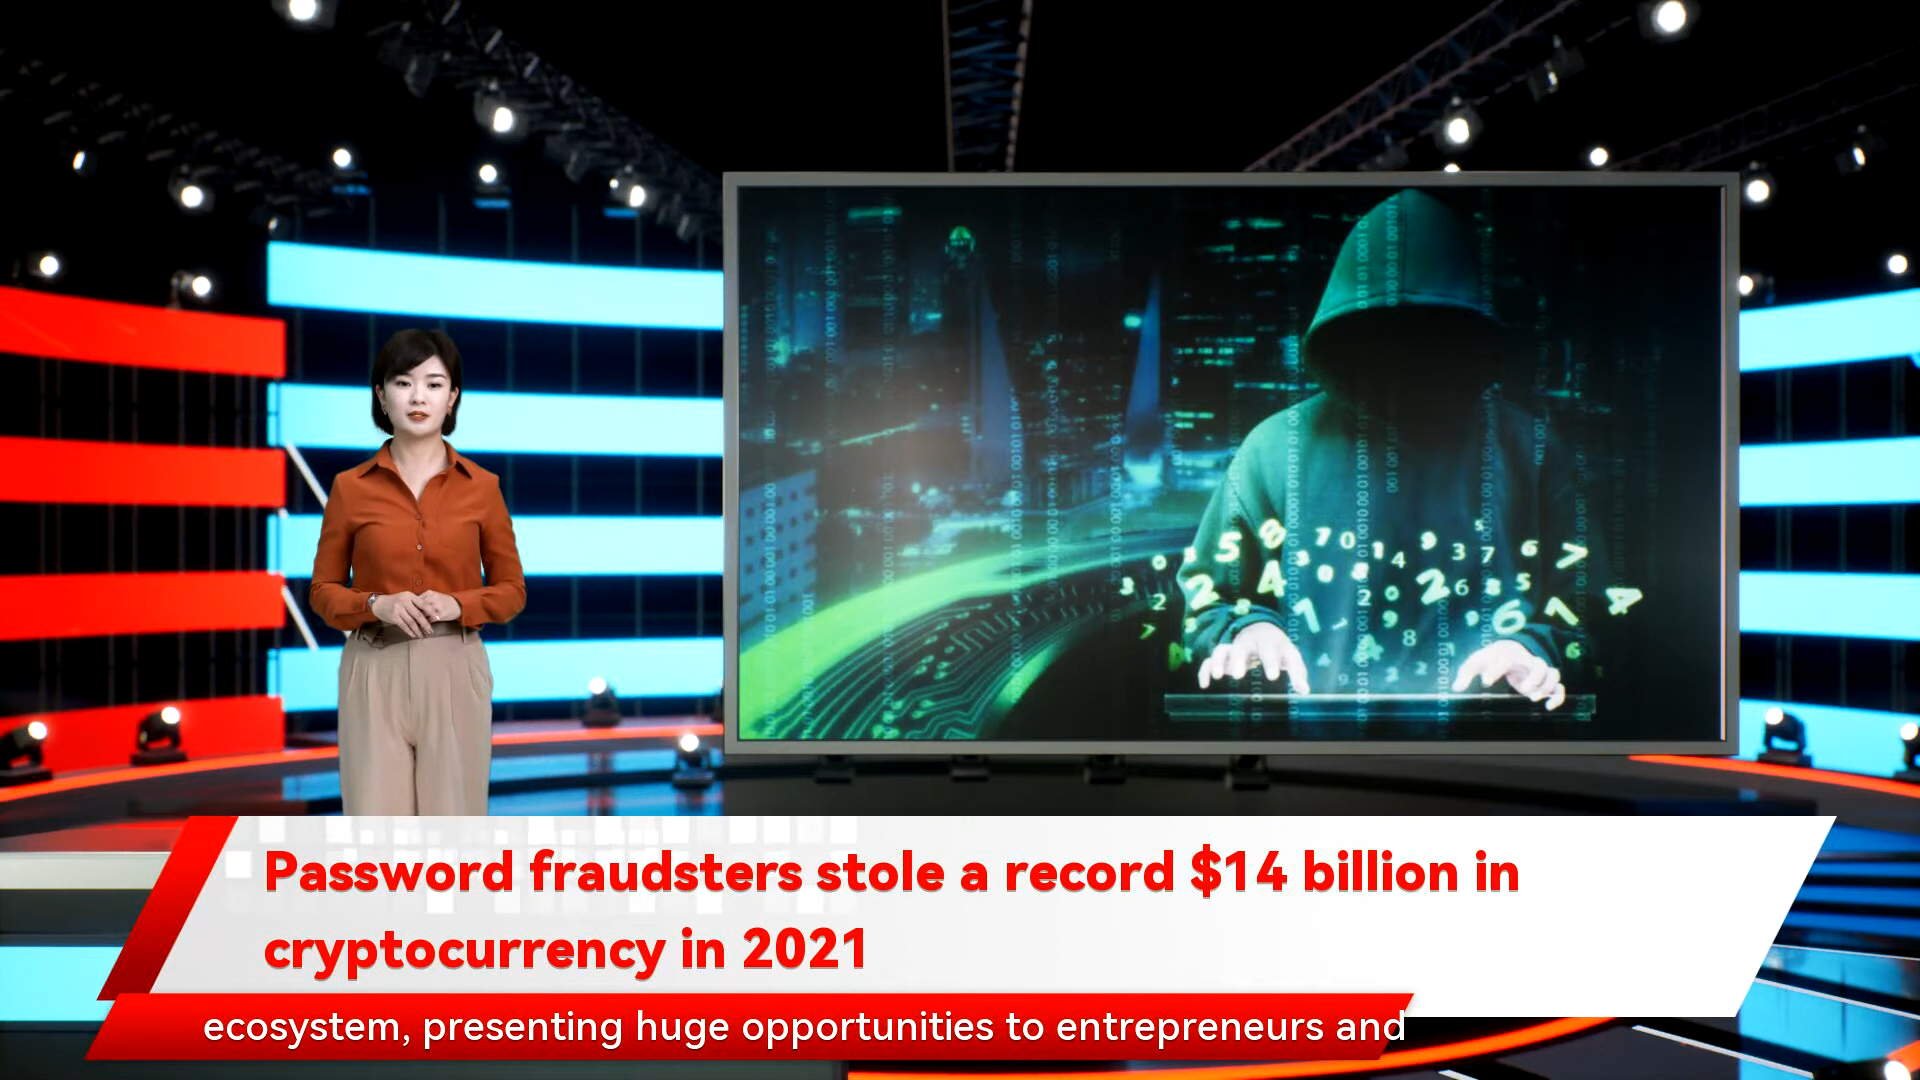 Password fraudsters stole a record $14 billion in
cryptocurrency in 2021
ecosystem, presenting huge opportunities to entrepreneurs and